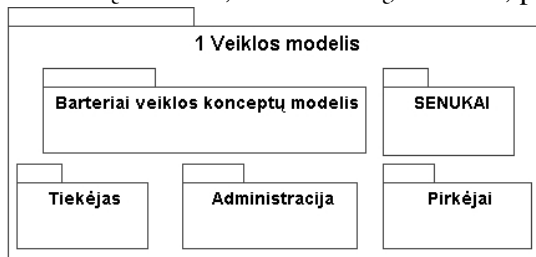 1 Veiklos modelis
Barteriai veiklos konceptų modelis
SENUKAI
Tiekėjas
Administracija
Pirkėjai